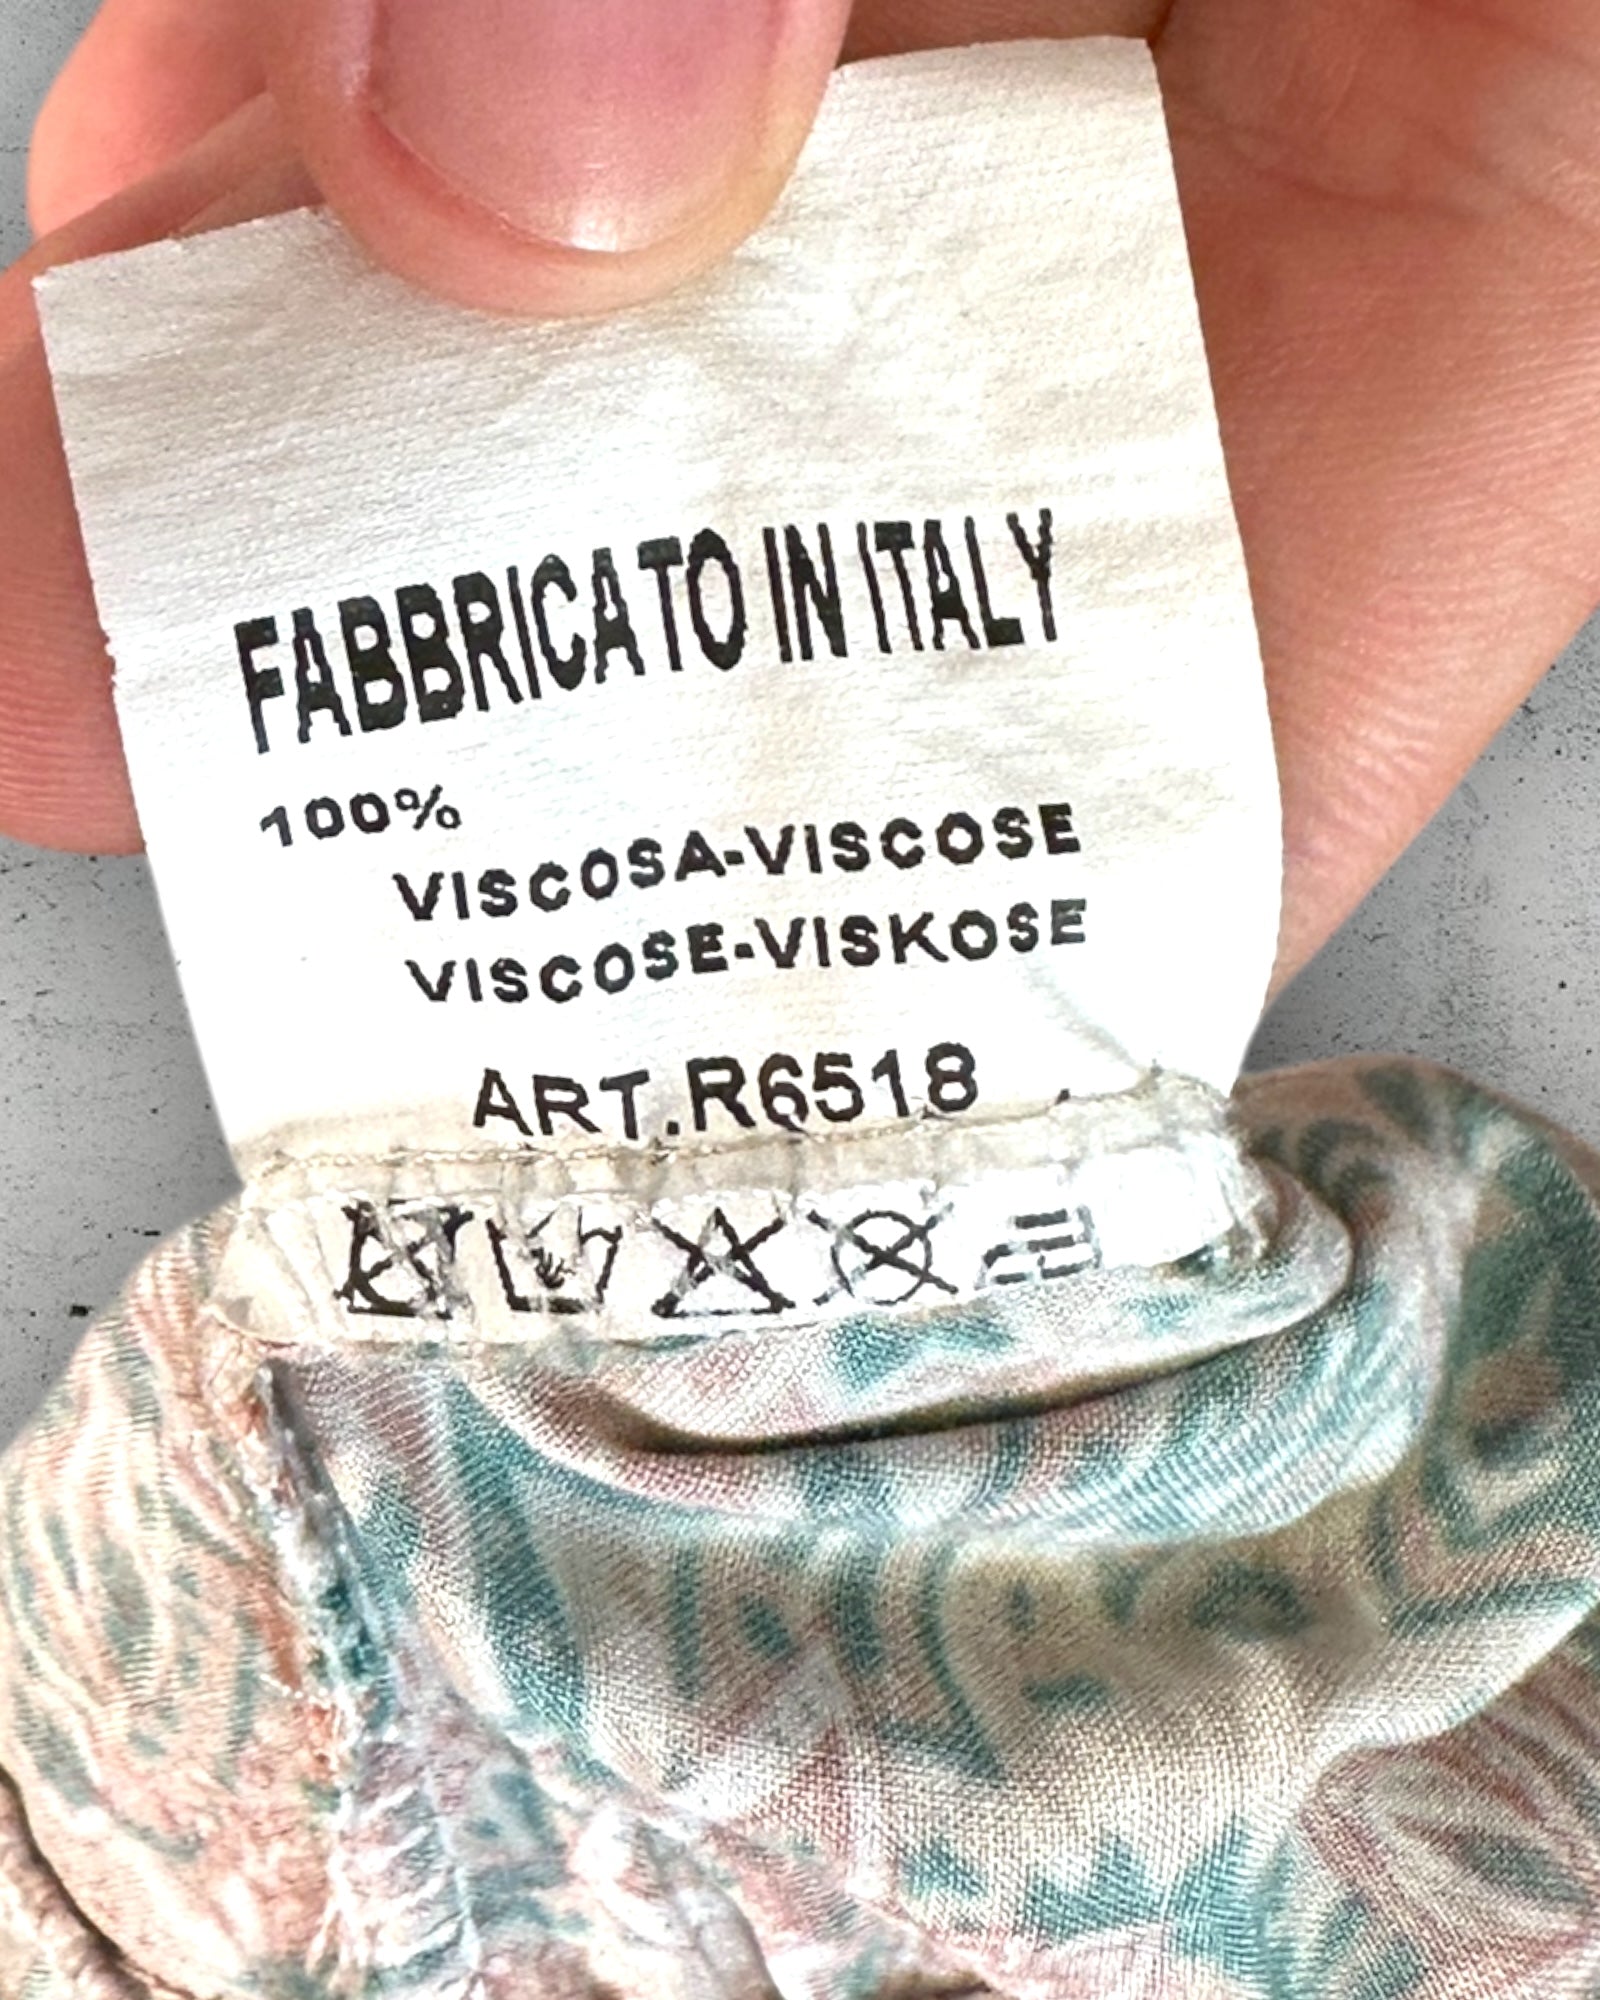 FABBRICATO IN ITALY
100%
VISCOSA-VISCOSE
VISCOSE-VISKOSE
ART.R6518